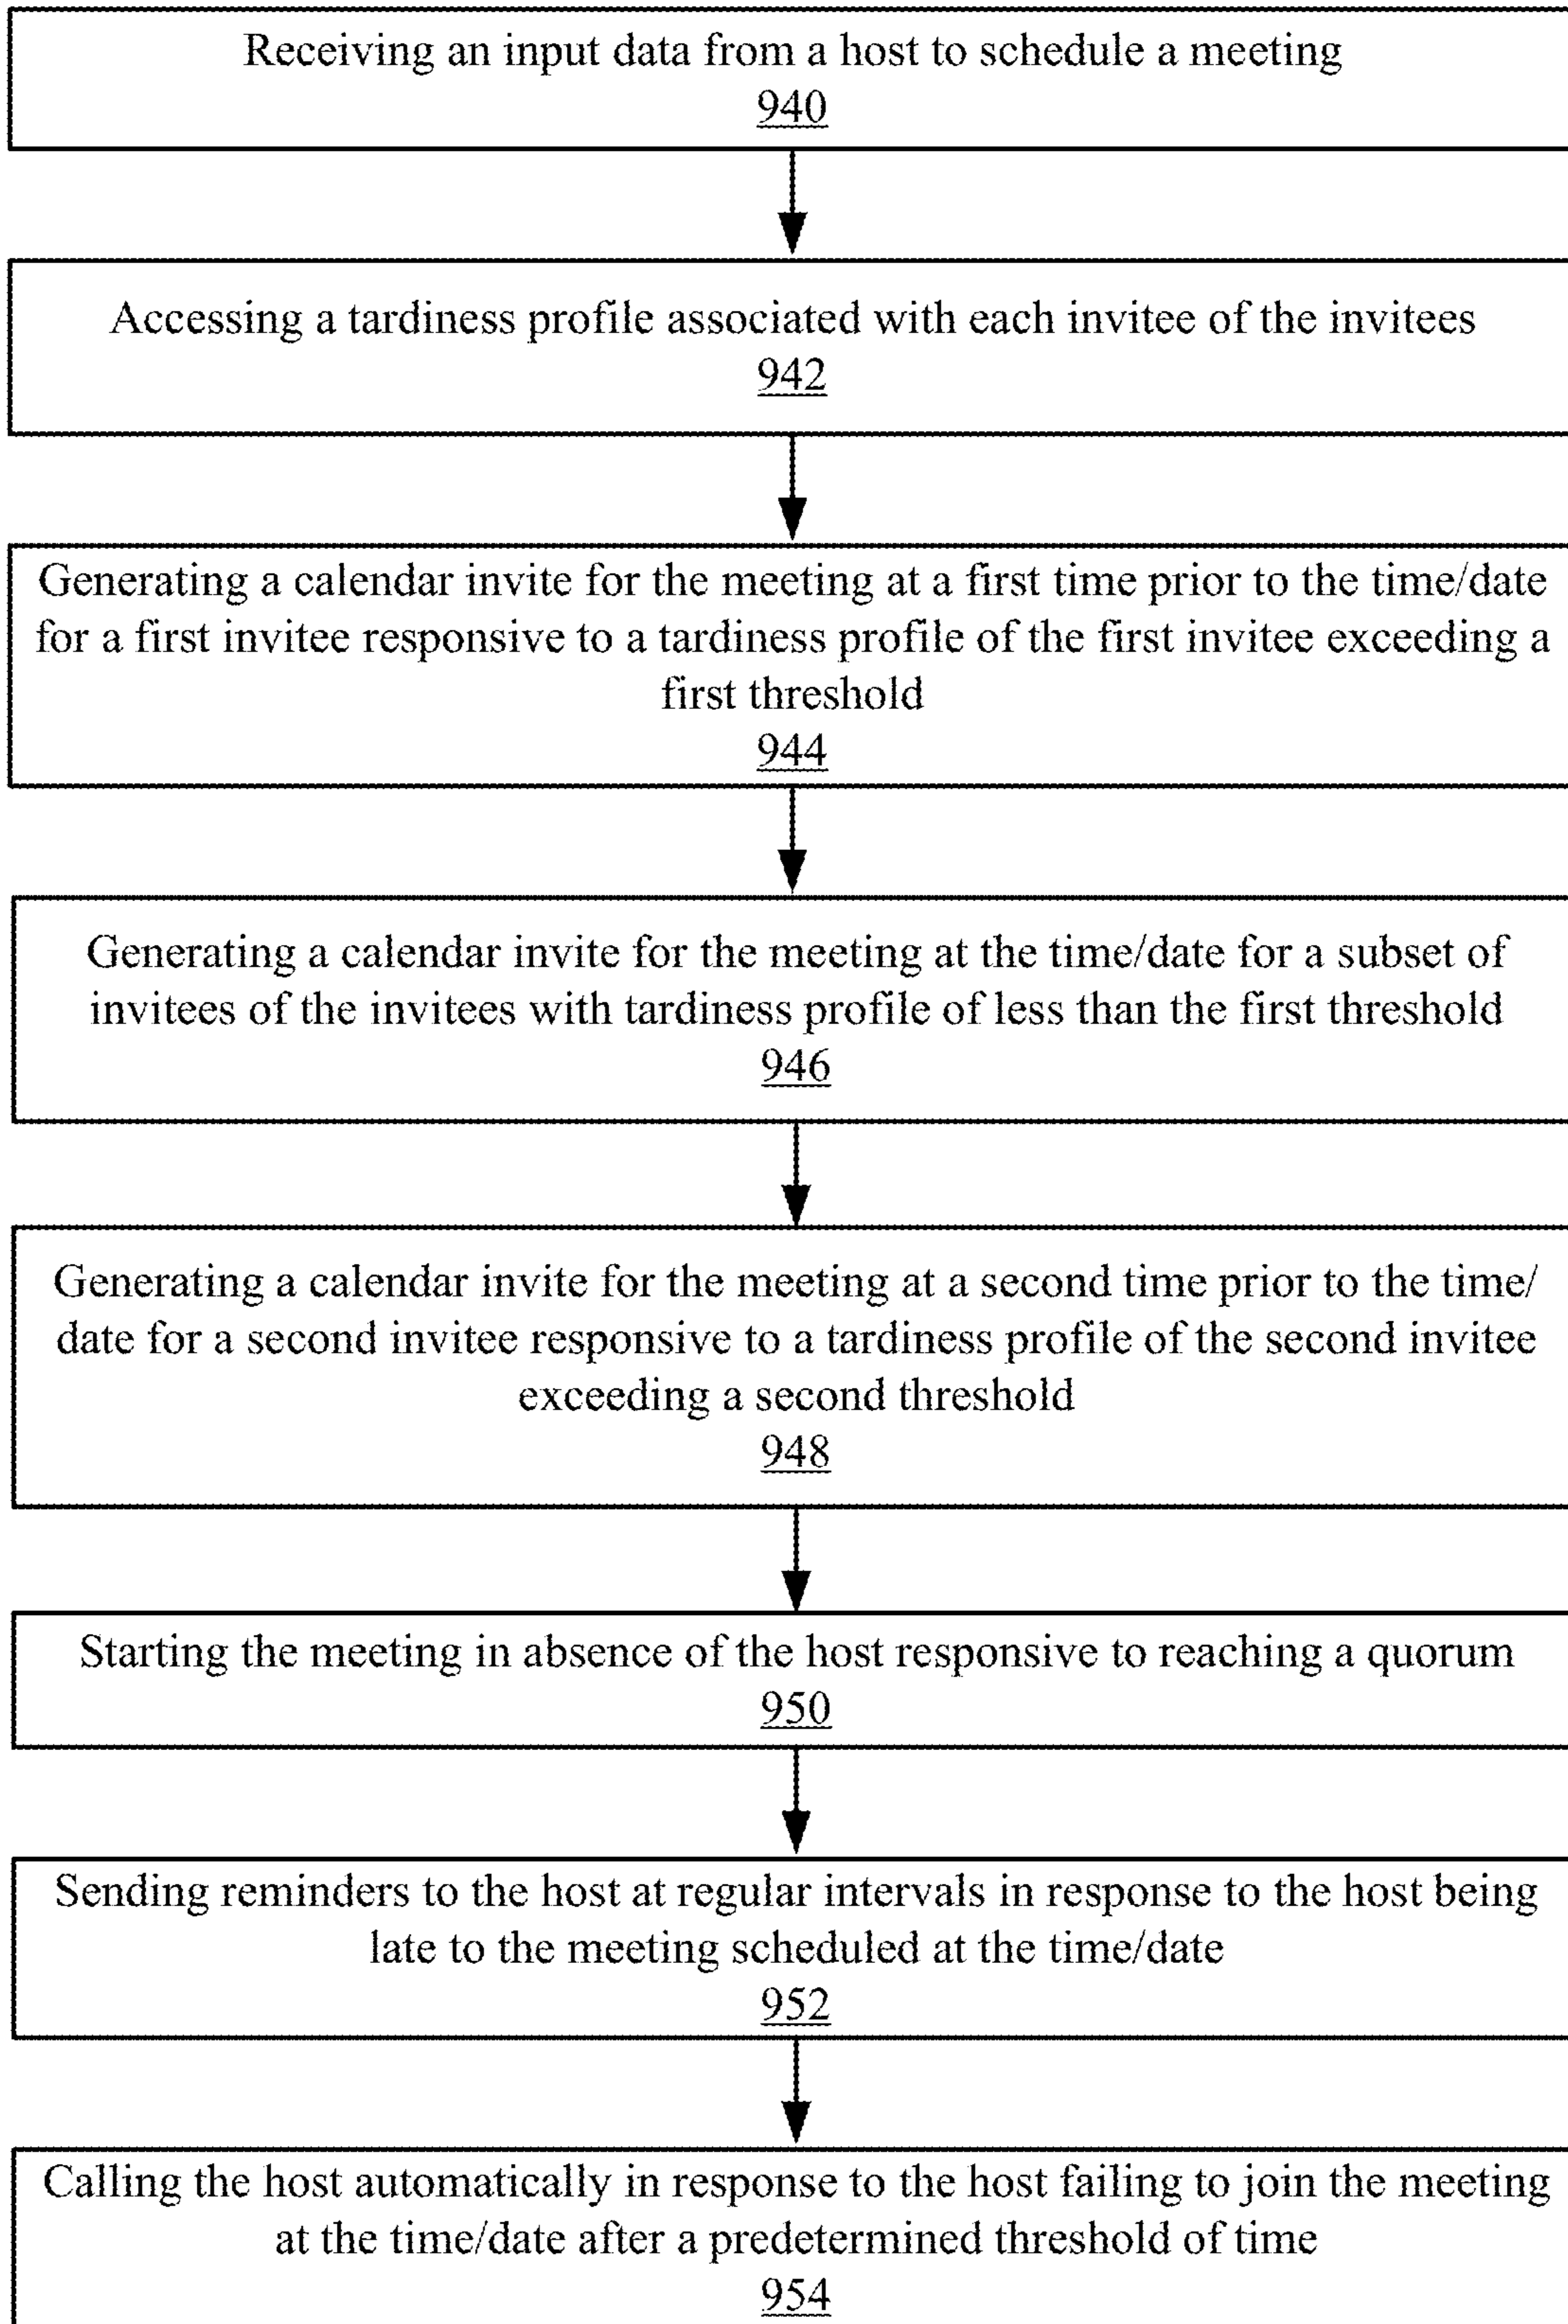 Receiving an input data from a host to schedule a meeting
940
Accessing a tardiness profile associated with each invitee of the invitees
942
Generating a calendar invite for the meeting at a first time prior to the time/date
for a first invitee responsive to a tardiness profile of the first invitee exceeding a
first threshold
944
Generating a calendar invite for the meeting at the time/date for a subset of
invitees of the invitees with tardiness profile of less than the first threshold
946
Generating a calendar invite for the meeting at a second time prior to the time/
date for a second invitee responsive to a tardiness profile of the second invitee
exceeding a second threshold
948
Starting the meeting in absence of the host responsive to reaching a quorum
950
Sending reminders to the host at regular intervals in response to the host being
late to the meeting scheduled at the time/date
952
Calling the host automatically in response to the host failing to join the meeting
at the time/date after a predetermined threshold of time
954